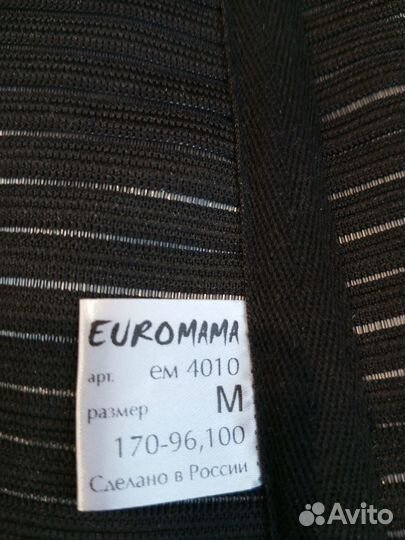 EUROMAMA
арт. ем 4010
размер M
170-96,100
Сделано в России
Avito